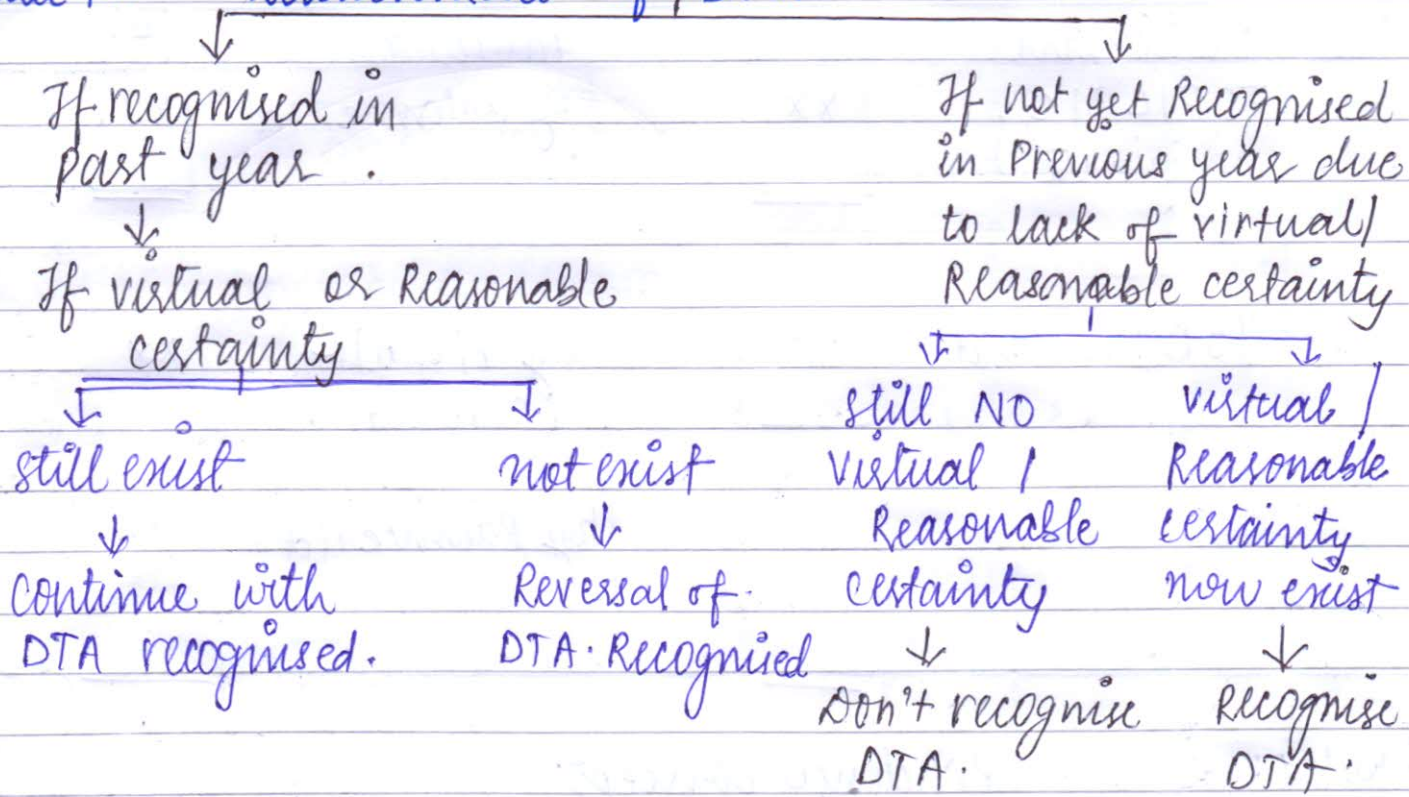 If recognised in
past year.
If virtual or Reasonable
certainty
still exist
continue with
DTA recognised.
not exist
Reversal of
DTA. Recognised
If not yet Recognised
in Previous year due
to lack of virtual/
Reasonable certainty
still NO
Virtual /
Reasonable
certainty
Don't recognise
DTA.
Virtual /
Reasonable
certainty
now exist
Recognise
DTA.